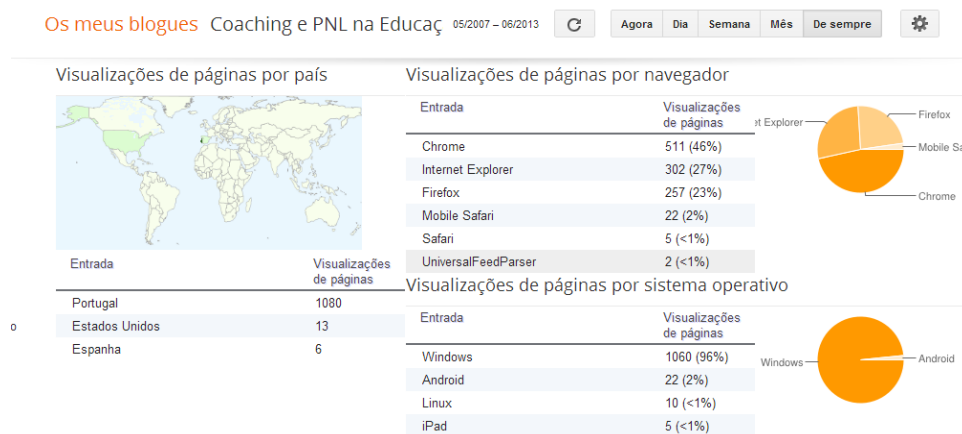 Os meus blogues Coaching e PNL na Educaç 05/2007 – 06/2013 Agora Dia Semana Mês De sempre
Visualizações de páginas por país
Entrada Visualizações
de páginas
Portugal 1080
Estados Unidos 13
Espanha 6
o
Visualizações de páginas por navegador
Entrada Visualizações
de páginas
Chrome 511 (46%)
Internet Explorer 302 (27%)
Firefox 257 (23%)
Mobile Safari 22 (2%)
Safari 5 (<1%)
UniversalFeedParser 2 (<1%)
et Explorer
Firefox
Mobile Sa
Chrome
Visualizações de páginas por sistema operativo
Entrada Visualizações
de páginas
Windows 1060 (96%)
Android 22 (2%)
Linux 10 (<1%)
iPad 5 (<1%)
Windows
Android